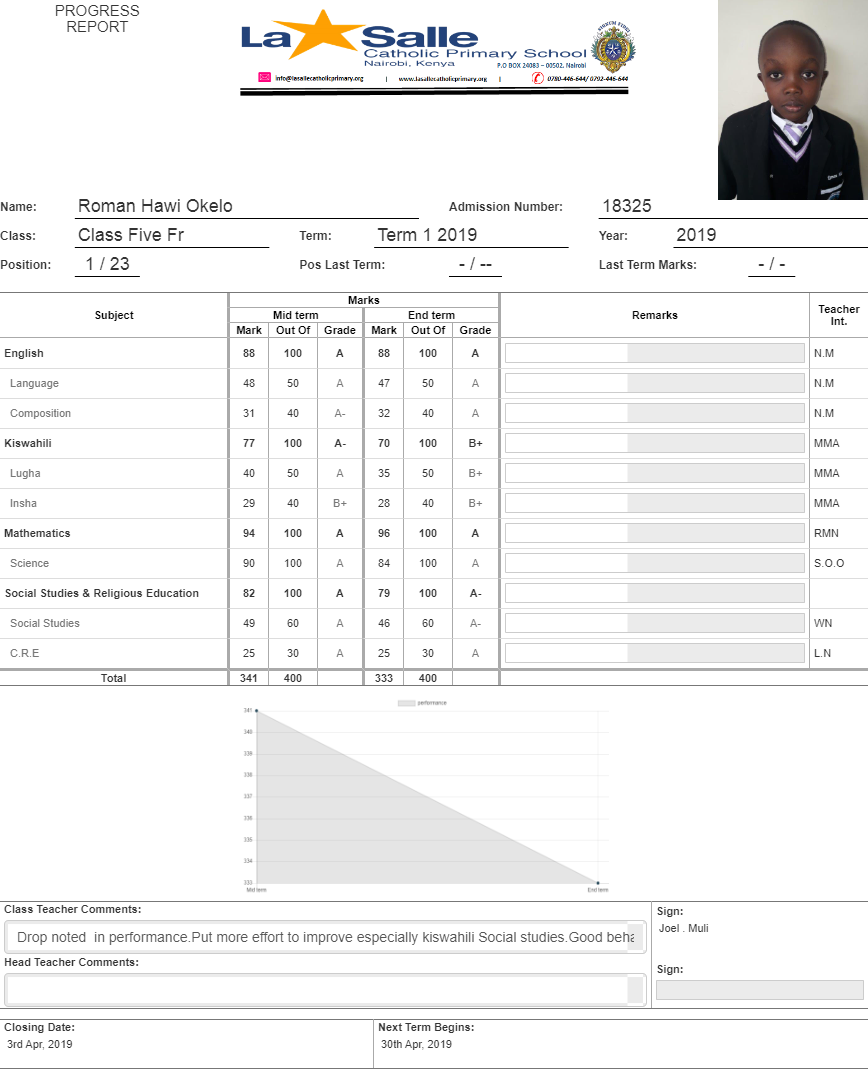 PROGRESS
REPORT
La Salle
Catholic Primary School
Nairobi, Kenya
P.O BOX 24083 – 00502, Nairobi
info@lasallecatholicprimary.org | www.lasallecatholicprimary.org | 0780-446-644/ 0792-446-644
Name: Roman Hawi Okelo Admission Number: 18325
Class: Class Five Fr Term: Term 1 2019 Year: 2019
Position: 1 / 23 Pos Last Term: - / -- Last Term Marks: - / -
Marks
Subject Mid term End term Remarks Teacher Int.
Mark Out Of Grade Mark Out Of Grade
English 88 100 A 88 100 A N.M
Language 48 50 A 47 50 A N.M
Composition 31 40 A- 32 40 A N.M
Kiswahili 77 100 A- 70 100 B+ MMA
Lugha 40 50 A 35 50 B+ MMA
Insha 29 40 B+ 28 40 B+ MMA
Mathematics 94 100 A 96 100 A RMN
Science 90 100 A 84 100 A S.O.O
Social Studies & Religious Education 82 100 A 79 100 A-
Social Studies 49 60 A 46 60 A- WN
C.R.E 25 30 A 25 30 A L.N
Total 341 400 333 400
performance
341
340
339
338
337
336
335
334
333
Mid term End term
Class Teacher Comments:
Drop noted in performance.Put more effort to improve especially kiswahili Social studies.Good beha
Sign:
Joel . Muli
Head Teacher Comments:
Sign:
Closing Date: Next Term Begins:
3rd Apr, 2019 30th Apr, 2019